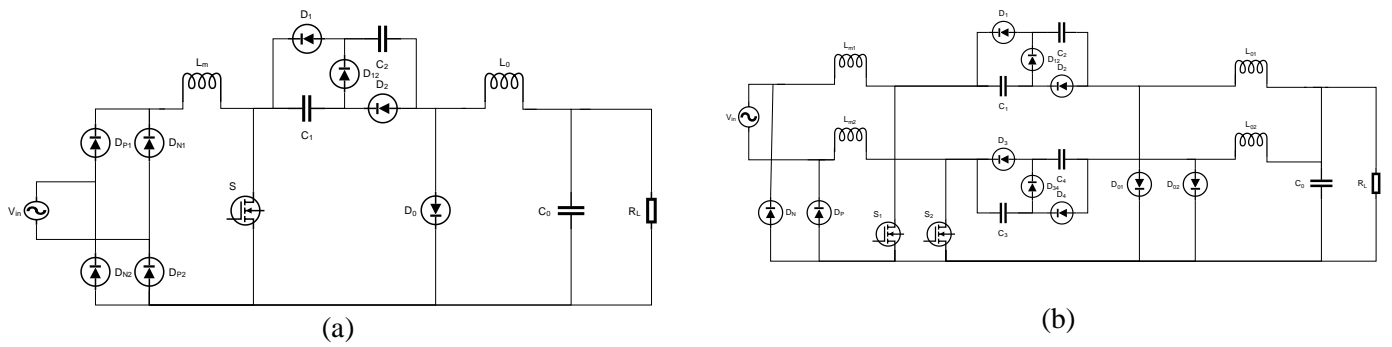 D1
C2
D12
D2
C1
Lm
L0
DP1
DN1
S
D0
C0
RL
Vin
DN2
DP2
(a)
D1
C2
D12
D2
C1
Lm1
L01
Vin
Lm2
L02
D3
C4
D34
D4
C3
D01
D02
C0
RL
DN
DP
S1
S2
(b)